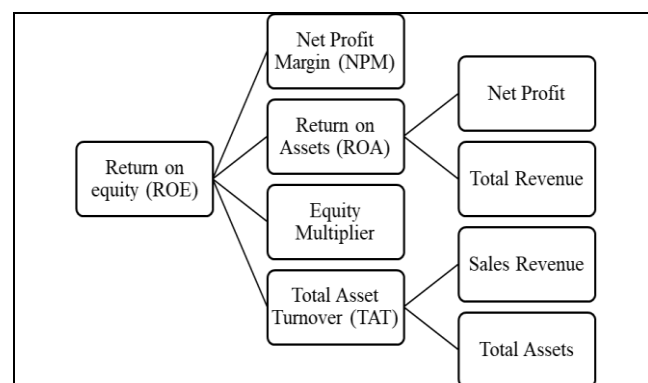 Net Profit
Margin (NPM)
Net Profit
Return on
Assets (ROA)
Return on
equity (ROE)
Total Revenue
Equity
Multiplier
Sales Revenue
Total Asset
Turnover (TAT)
Total Assets